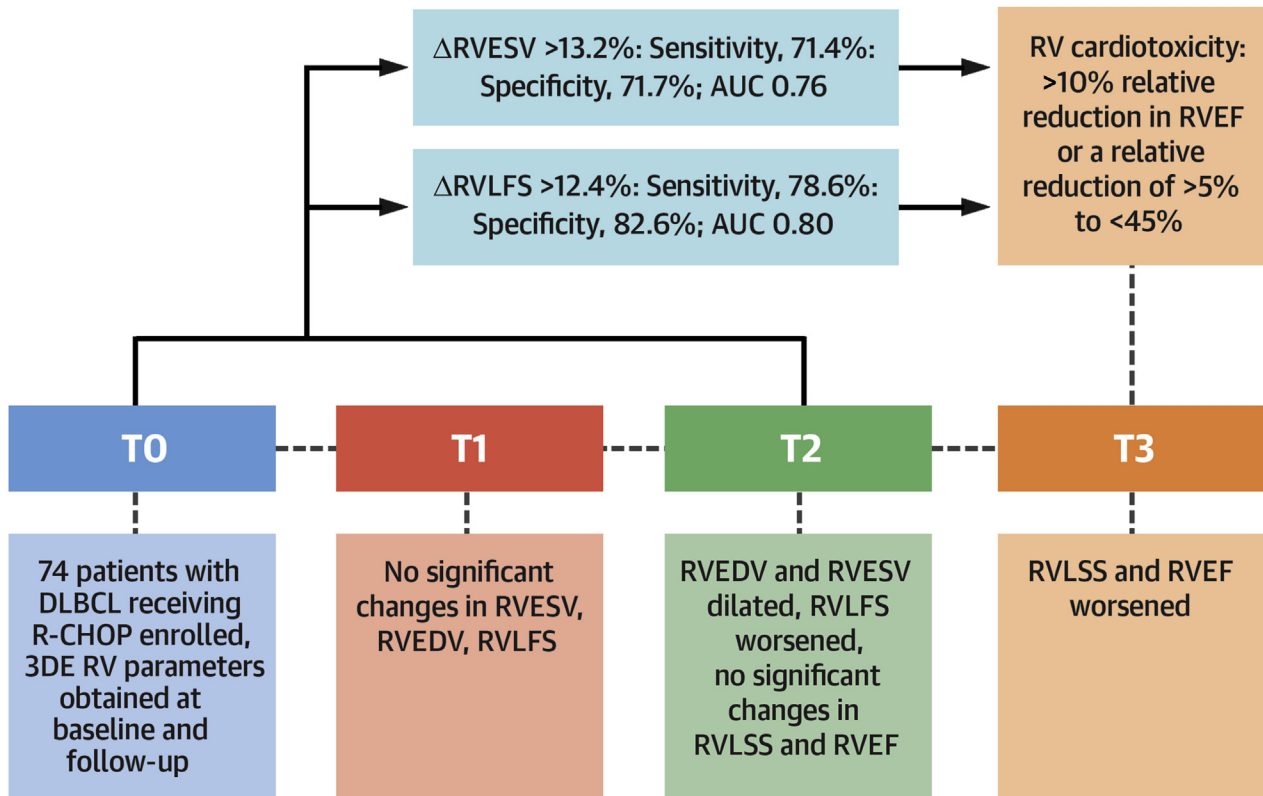 ΔRVESV >13.2%: Sensitivity, 71.4%:
Specificity, 71.7%; AUC 0.76
ΔRVLFS >12.4%: Sensitivity, 78.6%:
Specificity, 82.6%; AUC 0.80
RV cardiotoxicity:
>10% relative
reduction in RVEF
or a relative
reduction of >5%
to <45%
T0
T1
T2
T3
74 patients with
DLBCL receiving
R-CHOP enrolled,
3DE RV parameters
obtained at
baseline and
follow-up
No significant
changes in RVESV,
RVEDV, RVLFS
RVEDV and RVESV
dilated, RVLFS
worsened,
no significant
changes in
RVLSS and RVEF
RVLSS and RVEF
worsened